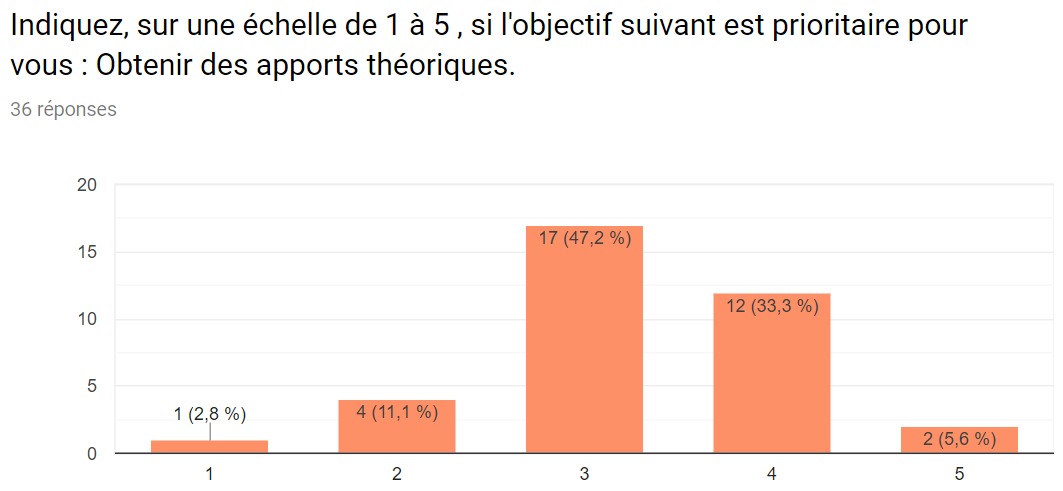 Indiquez, sur une échelle de 1 à 5 , si l'objectif suivant est prioritaire pour
vous : Obtenir des apports théoriques.
36 réponses
20
15
10
5
0
1 (2,8 %)
4 (11,1 %)
17 (47,2 %)
12 (33,3 %)
2 (5,6 %)
1 2 3 4 5